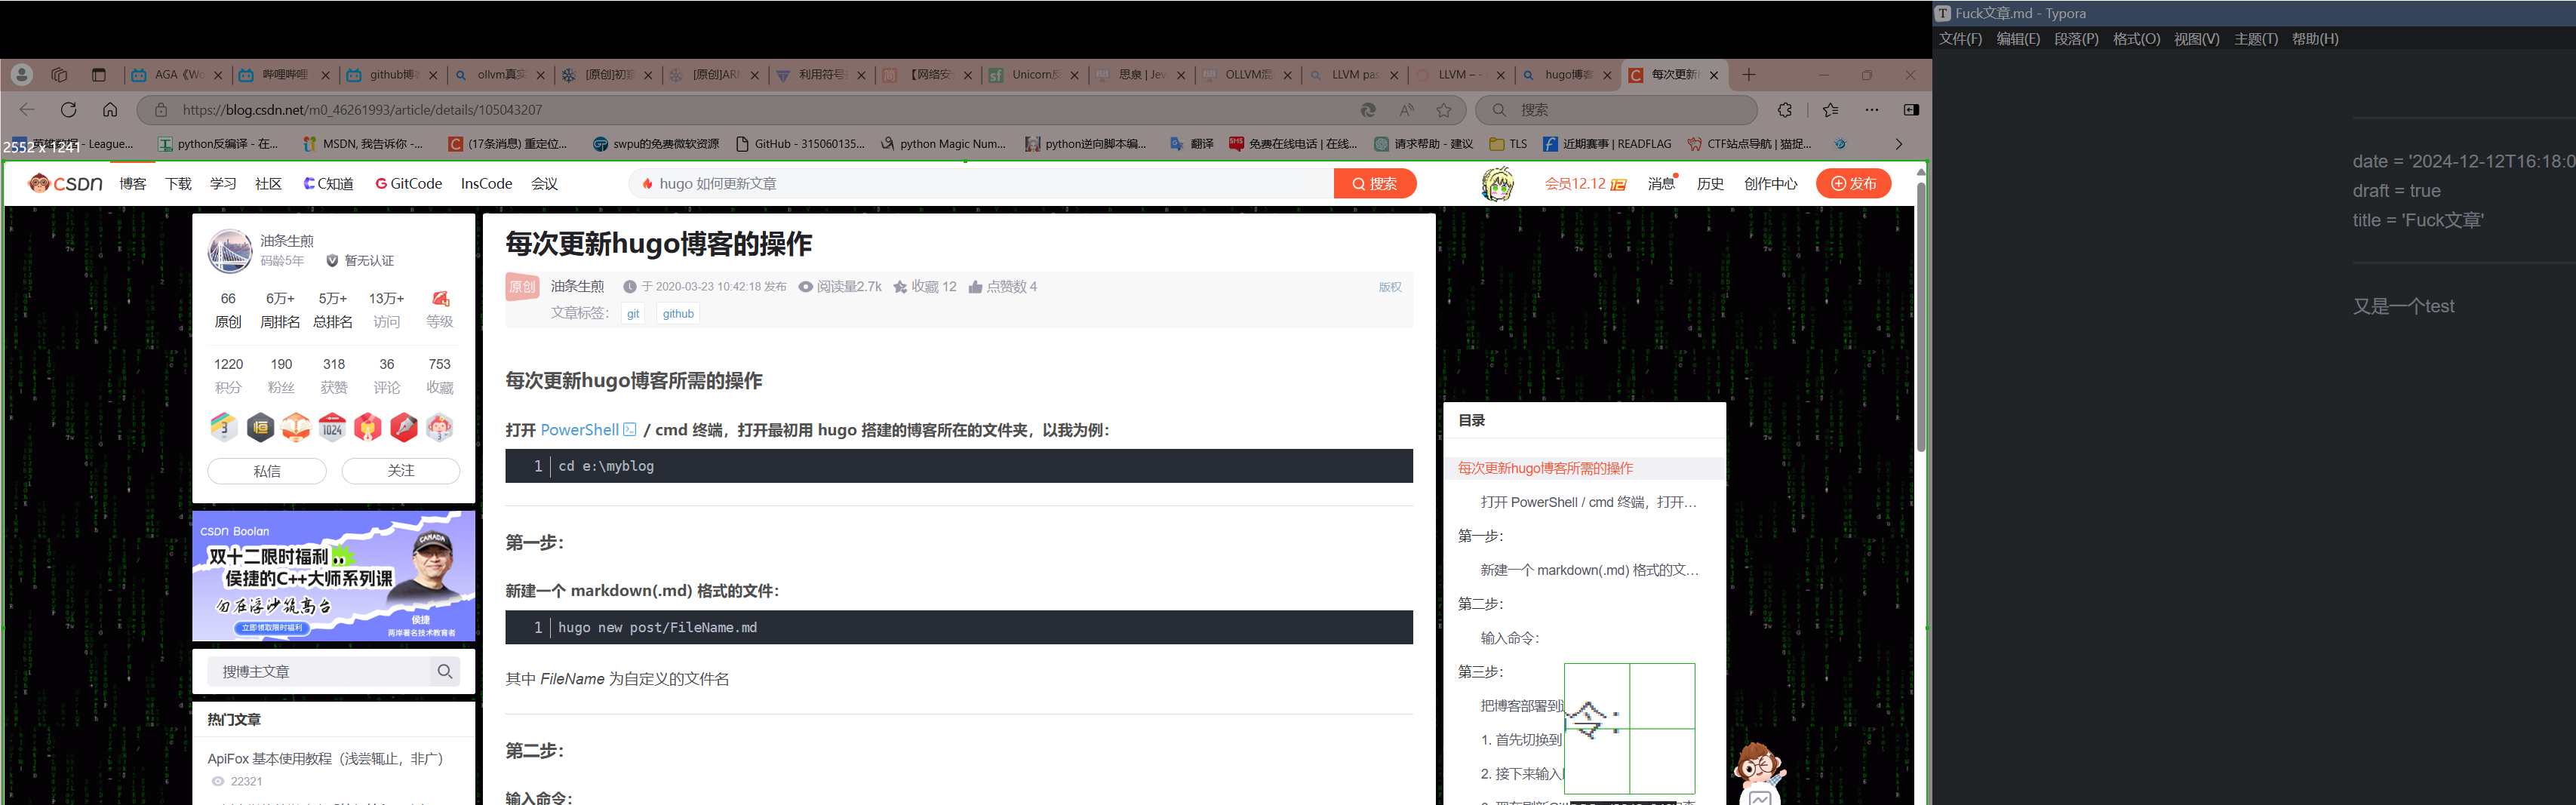 Fuck文章.md - Typora
文件(F) 编辑(E) 段落(P) 格式(O) 视图(V) 主题(T) 帮助(H)
AGA《Wo
哔哩哔哩
github博
ollvm真实
[原创]初窥
[原创]AR
利用符号
【网络安
Unicorn反
思泉 | Jev
OLLVM混
LLVM pas
LLVM – -
hugo博客
每次更新
https://blog.csdn.net/m0_46261993/article/details/105043207
搜索
英雄数据 - League...
python反编译 - 在...
MSDN, 我告诉你 -...
(17条消息) 重定位...
swpu的免费微软资源
GitHub - 315060135...
python Magic Num...
python逆向脚本编...
翻译
免费在线电话 | 在线...
请求帮助 - 建议
TLS
近期赛事 | READFLAG
CTF站点导航 | 猫捉...
2552 x 1241
CSDN 博客 下载 学习 社区 C知道 GitCode InsCode 会议
hugo 如何更新文章
搜索
会员12.12 消息 历史 创作中心 发布
油条生煎
码龄5年 暂无认证
66 6万+ 5万+ 13万+
原创 周排名 总排名 访问 等级
1220 190 318 36 753
积分 粉丝 获赞 评论 收藏
3 1024
私信 关注
CSDN Boolan
双十二限时福利
侯捷的C++大师系列课
勿在浮沙筑高台
立即领取限时福利
CANADA
侯捷
两岸著名技术教育者
搜博主文章
热门文章
ApiFox 基本使用教程（浅尝辄止，非广）
22321
每次更新hugo博客的操作
原创 油条生煎 于 2020-03-23 10:42:18 发布 阅读量2.7k 收藏 12 点赞数 4 版权
文章标签： git github
每次更新hugo博客所需的操作
打开 PowerShell / cmd 终端，打开最初用 hugo 搭建的博客所在的文件夹，以我为例：
1 cd e:\myblog
第一步：
新建一个 markdown(.md) 格式的文件：
1 hugo new post/FileName.md
其中 FileName 为自定义的文件名
第二步：
输入命令：
目录
每次更新hugo博客所需的操作
打开 PowerShell / cmd 终端，打开...
第一步：
新建一个 markdown(.md) 格式的文...
第二步：
输入命令：
第三步：
把博客部署到
1. 首先切换到
2. 接下来输入
令：
date = '2024-12-12T16:18:0
draft = true
title = 'Fuck文章'
又是一个test